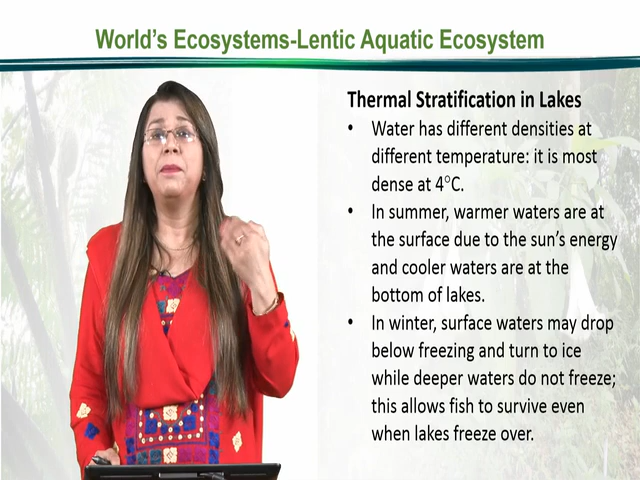 World's Ecosystems-Lentic Aquatic Ecosystem
Thermal Stratification in Lakes
• Water has different densities at
different temperature: it is most
dense at 4°C.
• In summer, warmer waters are at
the surface due to the sun's energy
and cooler waters are at the
bottom of lakes.
• In winter, surface waters may drop
below freezing and turn to ice
while deeper waters do not freeze;
this allows fish to survive even
when lakes freeze over.